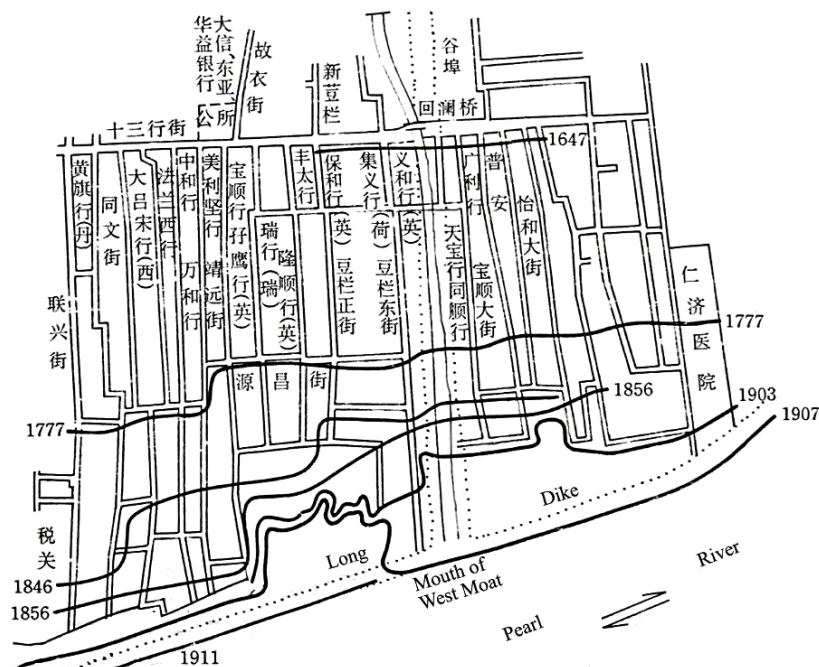 大信、东亚、
华益银行
公所
故衣街
新荳栏
谷埠
回澜桥
十三行街
1647
黄旗行(丹)
同文街
大吕宋行(西)
法兰西行
中和行
万和行
美利坚行
靖远街
宝顺行
孖鹰行(英)
瑞行(瑞)
隆顺行(英)
丰太行
保和行(英)
豆栏正街
集义行(荷)
豆栏东街
义和行(英)
广利行
天宝行同顺行
普安
宝顺大街
怡和大街
仁济医院
联兴街
源昌街
1777
1777
1856
1903
1907
税关
1846
1856
1911
Long
Dike
Mouth of
West Moat
Pearl
River